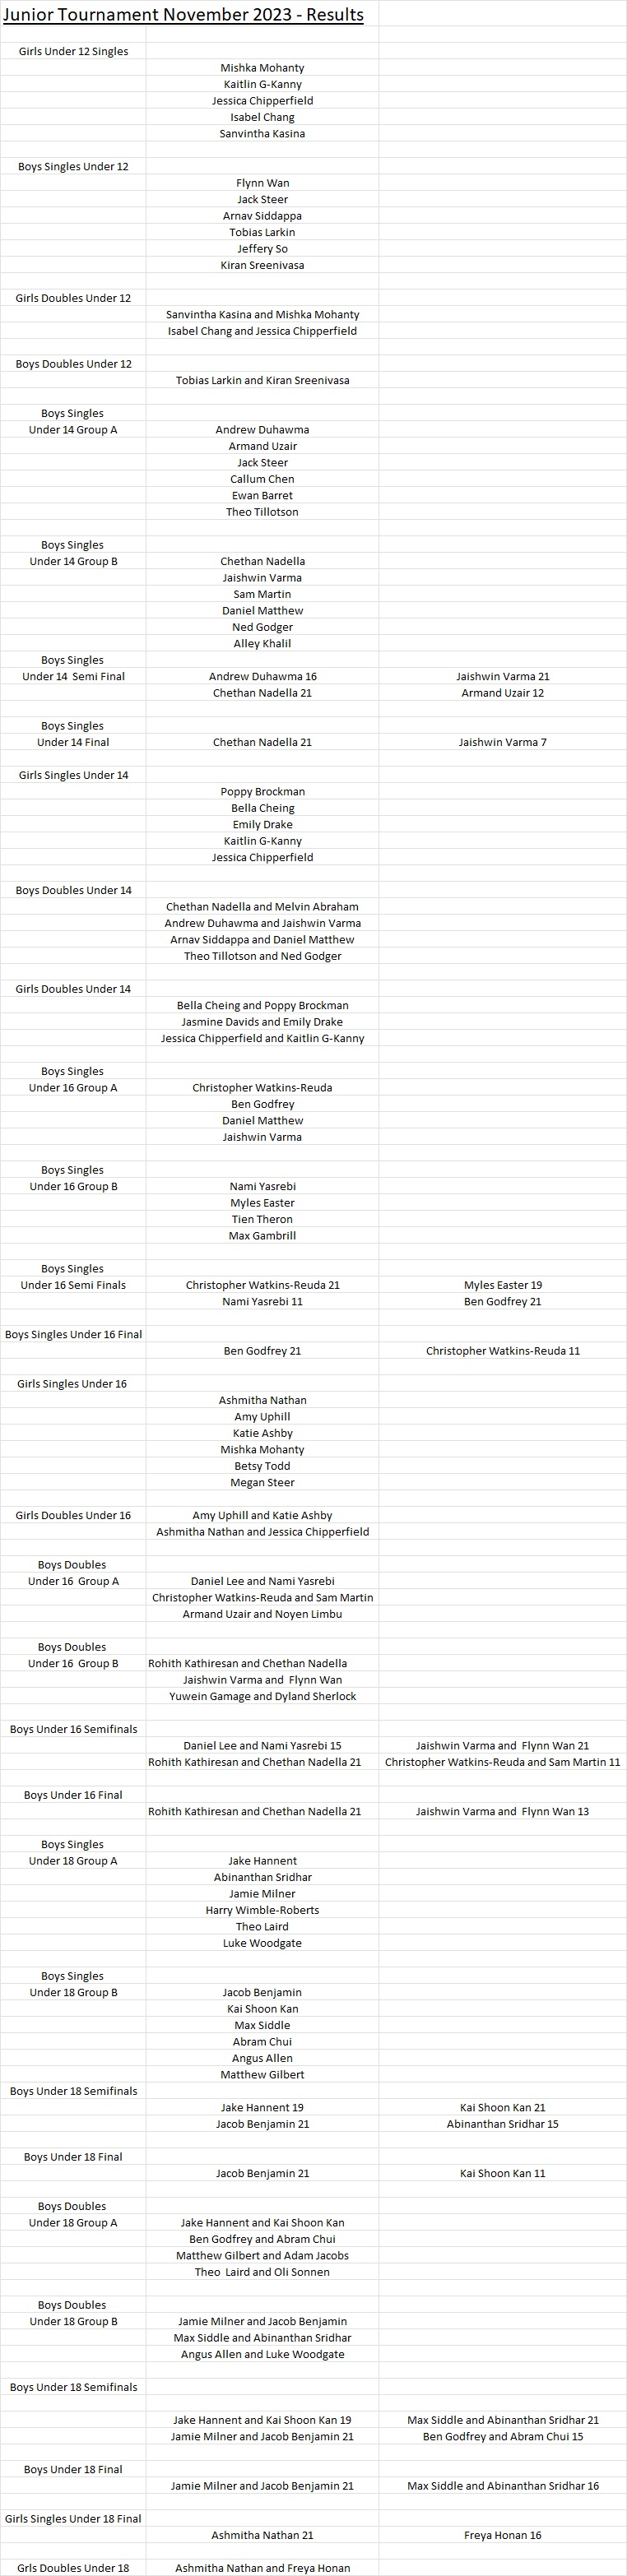 Junior Tournament November 2023 - Results
Girls Under 12 Singles
Mishka Mohanty
Kaitlin G-Kanny
Jessica Chipperfield
Isabel Chang
Sanvintha Kasina
Boys Singles Under 12
Flynn Wan
Jack Steer
Arnav Siddappa
Tobias Larkin
Jeffery So
Kiran Sreenivasa
Girls Doubles Under 12
Sanvintha Kasina and Mishka Mohanty
Isabel Chang and Jessica Chipperfield
Boys Doubles Under 12
Tobias Larkin and Kiran Sreenivasa
Boys Singles
Under 14 Group A Andrew Duhawma
Armand Uzair
Jack Steer
Callum Chen
Ewan Barret
Theo Tillotson
Boys Singles
Under 14 Group B Chethan Nadella
Jaishwin Varma
Sam Martin
Daniel Matthew
Ned Godger
Alley Khalil
Boys Singles
Under 14 Semi Final Andrew Duhawma 16 Jaishwin Varma 21
Chethan Nadella 21 Armand Uzair 12
Boys Singles
Under 14 Final Chethan Nadella 21 Jaishwin Varma 7
Girls Singles Under 14
Poppy Brockman
Bella Cheing
Emily Drake
Kaitlin G-Kanny
Jessica Chipperfield
Boys Doubles Under 14
Chethan Nadella and Melvin Abraham
Andrew Duhawma and Jaishwin Varma
Arnav Siddappa and Daniel Matthew
Theo Tillotson and Ned Godger
Girls Doubles Under 14
Bella Cheing and Poppy Brockman
Jasmine Davids and Emily Drake
Jessica Chipperfield and Kaitlin G-Kanny
Boys Singles
Under 16 Group A Christopher Watkins-Reuda
Ben Godfrey
Daniel Matthew
Jaishwin Varma
Boys Singles
Under 16 Group B Nami Yasrebi
Myles Easter
Tien Theron
Max Gambrill
Boys Singles
Under 16 Semi Finals Christopher Watkins-Reuda 21 Myles Easter 19
Nami Yasrebi 11 Ben Godfrey 21
Boys Singles Under 16 Final
Ben Godfrey 21 Christopher Watkins-Reuda 11
Girls Singles Under 16
Ashmitha Nathan
Amy Uphill
Katie Ashby
Mishka Mohanty
Betsy Todd
Megan Steer
Girls Doubles Under 16 Amy Uphill and Katie Ashby
Ashmitha Nathan and Jessica Chipperfield
Boys Doubles
Under 16 Group A Daniel Lee and Nami Yasrebi
Christopher Watkins-Reuda and Sam Martin
Armand Uzair and Noyen Limbu
Boys Doubles
Under 16 Group B Rohith Kathiresan and Chethan Nadella
Jaishwin Varma and Flynn Wan
Yuwein Gamage and Dyland Sherlock
Boys Under 16 Semifinals
Daniel Lee and Nami Yasrebi 15 Jaishwin Varma and Flynn Wan 21
Rohith Kathiresan and Chethan Nadella 21 Christopher Watkins-Reuda and Sam Martin 11
Boys Under 16 Final
Rohith Kathiresan and Chethan Nadella 21 Jaishwin Varma and Flynn Wan 13
Boys Singles
Under 18 Group A Jake Hannent
Abinanthan Sridhar
Jamie Milner
Harry Wimble-Roberts
Theo Laird
Luke Woodgate
Boys Singles
Under 18 Group B Jacob Benjamin
Kai Shoon Kan
Max Siddle
Abram Chui
Angus Allen
Matthew Gilbert
Boys Under 18 Semifinals
Jake Hannent 19 Kai Shoon Kan 21
Jacob Benjamin 21 Abinanthan Sridhar 15
Boys Under 18 Final
Jacob Benjamin 21 Kai Shoon Kan 11
Boys Doubles
Under 18 Group A Jake Hannent and Kai Shoon Kan
Ben Godfrey and Abram Chui
Matthew Gilbert and Adam Jacobs
Theo Laird and Oli Sonnen
Boys Doubles
Under 18 Group B Jamie Milner and Jacob Benjamin
Max Siddle and Abinanthan Sridhar
Angus Allen and Luke Woodgate
Boys Under 18 Semifinals
Jake Hannent and Kai Shoon Kan 19 Max Siddle and Abinanthan Sridhar 21
Jamie Milner and Jacob Benjamin 21 Ben Godfrey and Abram Chui 15
Boys Under 18 Final
Jamie Milner and Jacob Benjamin 21 Max Siddle and Abinanthan Sridhar 16
Girls Singles Under 18 Final
Ashmitha Nathan 21 Freya Honan 16
Grls Doubles Under 18 Ashmitha Nathan and Freya Honan